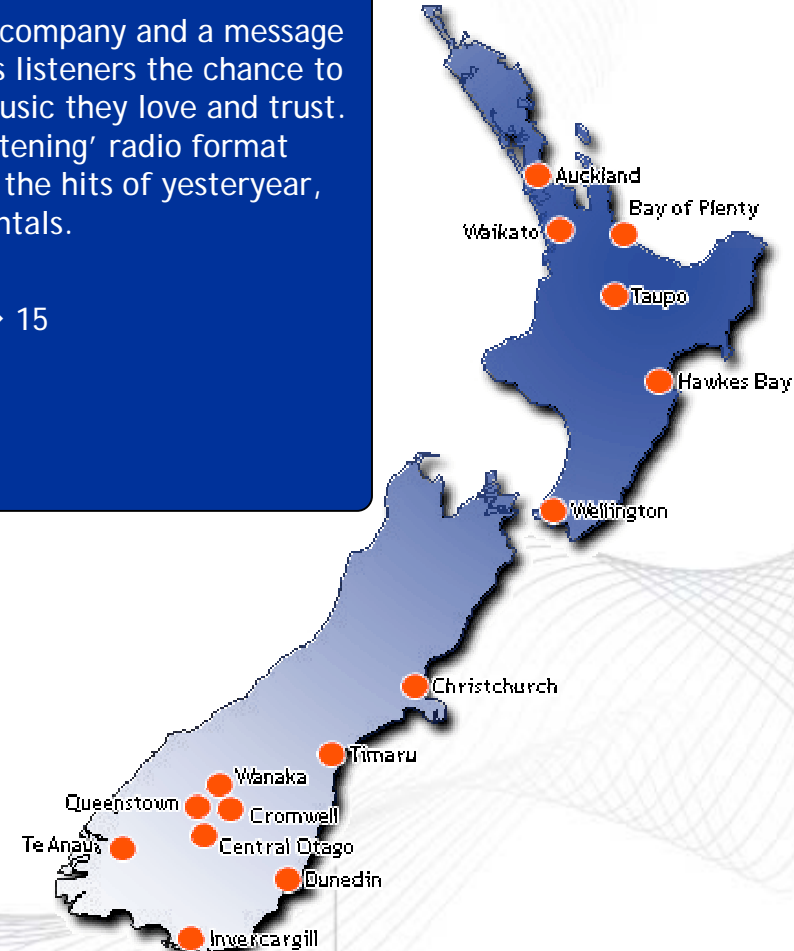 company and a message
s listeners the chance to
usic they love and trust.
tening’ radio format
the hits of yesteryear,
ntals.
15
Auckland
Bay of Plenty
Waikato
Taupo
Hawkes Bay
Wellington
Christchurch
Timaru
Wanaka
Queenstown
Cromwell
Te Anau
Central Otago
Dunedin
Invercargill